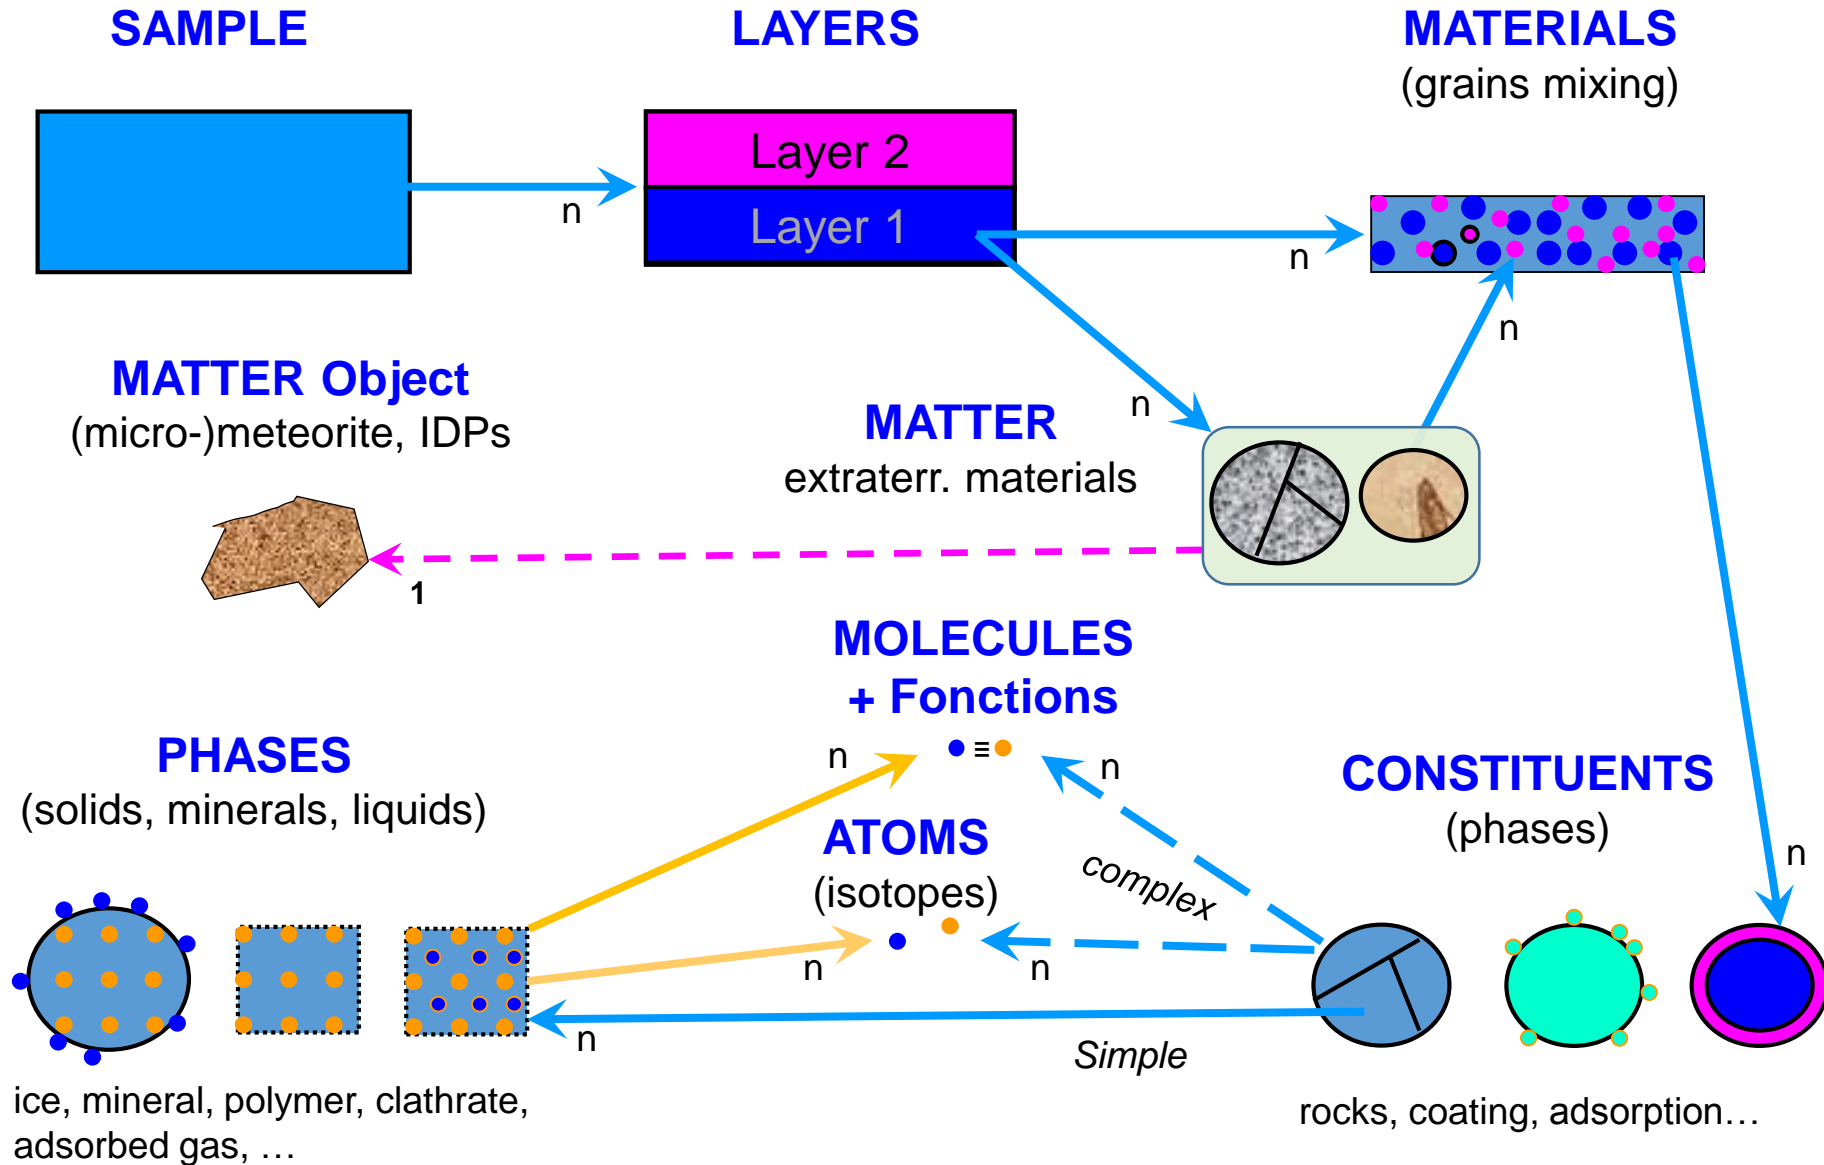 SAMPLE
LAYERS
MATERIALS
(grains mixing)
Layer 2
Layer 1
n
n
n
n
MATTER Object
(micro-)meteorite, IDPs
MATTER
extraterr. materials
1
MOLECULES
+ Fonctions
PHASES
(solids, minerals, liquids)
n
≡
n
CONSTITUENTS
(phases)
ATOMS
(isotopes)
complex
n
n
n
n
Simple
ice, mineral, polymer, clathrate,
adsorbed gas, …
rocks, coating, adsorption…